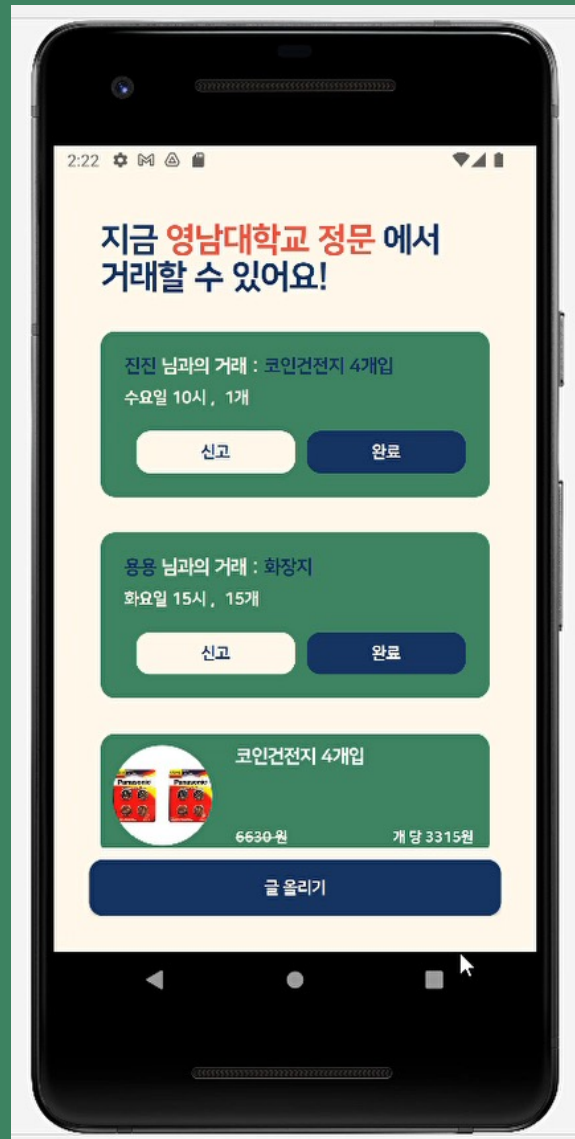 2:22
지금 영남대학교 정문 에서
거래할 수 있어요!
진진 님과의 거래 : 코인건전지 4개입
수요일 10시 , 1개
신고 완료
용용 님과의 거래 : 화장지
화요일 15시 , 15개
신고 완료
코인건전지 4개입
Panasonic Panasonic
6630 원 개 당 3315원
글 올리기